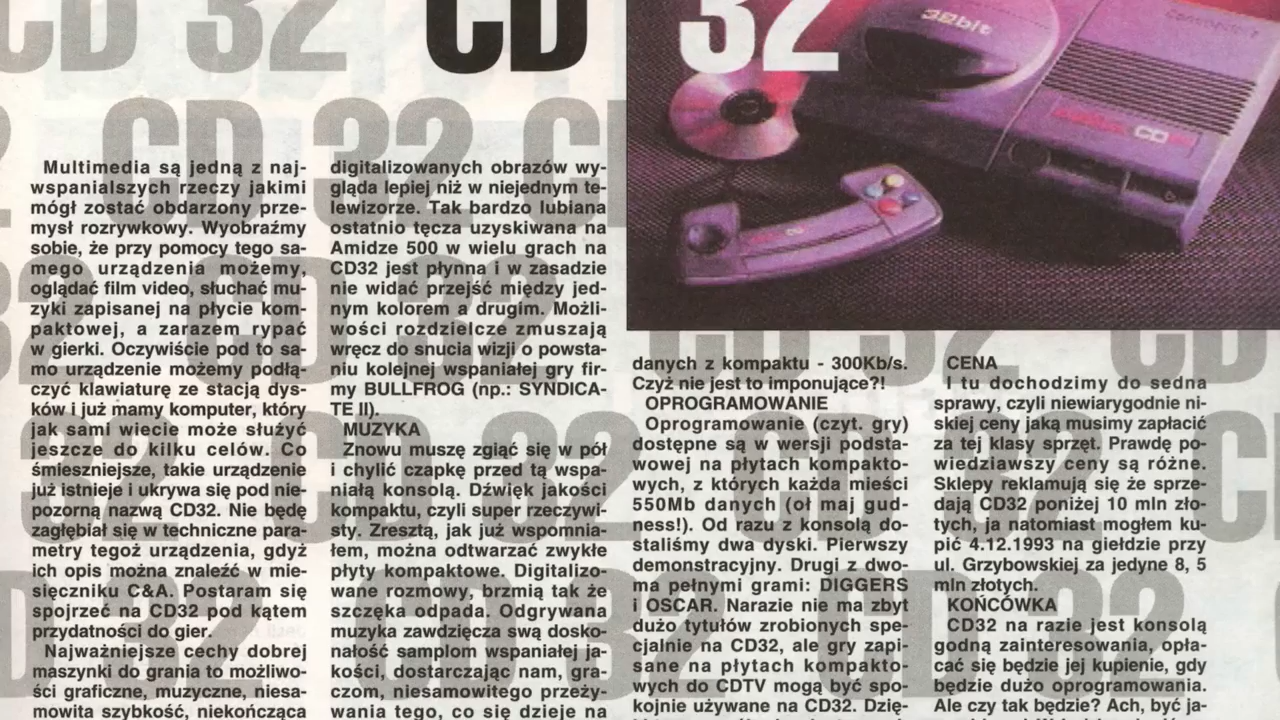 CD 32
CD 32
32bit
CD
Multimedia są jedną z naj-
wspanialszych rzeczy jakimi
mógł zostać obdarzony prze-
mysł rozrywkowy. Wyobraźmy
sobie, że przy pomocy tego sa-
mego urządzenia możemy,
oglądać film video, słuchać mu-
zyki zapisanej na płycie kom-
paktowej, a zarazem rypać
w gierki. Oczywiście pod to sa-
mo urządzenie możemy podłą-
czyć klawiaturę ze stacją dys-
ków i już mamy komputer, który
jak sami wiecie może służyć
jeszcze do kilku celów. Co
śmieszniejsze, takie urządzenie
już istnieje i ukrywa się pod nie-
pozorną nazwą CD32. Nie będę
zagłębiał się w techniczne para-
metry tegoż urządzenia, gdyż
ich opis można znaleźć w mie-
sięczniku C&A. Postaram się
spojrzeć na CD32 pod kątem
przydatności do gier.
Najważniejsze cechy dobrej
maszynki do grania to możliwo-
ści graficzne, muzyczne, niesa-
mowita szybkość, niekończąca
digitalizowanych obrazów wy-
gląda lepiej niż w niejednym te-
lewizorze. Tak bardzo lubiana
ostatnio tęcza uzyskiwana na
Amidze 500 w wielu grach na
CD32 jest płynna i w zasadzie
nie widać przejść między jed-
nym kolorem a drugim. Możli-
wości rozdzielcze zmuszają
wręcz do snucia wizji o powsta-
niu kolejnej wspaniałej gry fir-
my BULLFROG (np.: SYNDICA-
TE II).
MUZYKA
Znowu muszę zgiąć się w pół
i chylić czapkę przed tą wspa-
niałą konsolą. Dźwięk jakości
kompaktu, czyli super rzeczywi-
sty. Zresztą, jak już wspomnia-
łem, można odtwarzać zwykłe
płyty kompaktowe. Digitalizo-
wane rozmowy, brzmią tak że
szczęka odpada. Odgrywana
muzyka zawdzięcza swą dosko-
nałość samplom wspaniałej ja-
kości, dostarczając nam, gra-
czom, niesamowitego przeży-
wania tego, co się dzieje na
danych z kompaktu - 300Kb/s.
Czyż nie jest to imponujące?!
OPROGRAMOWANIE
Oprogramowanie (czyt. gry)
dostępne są w wersji podsta-
wowej na płytach kompakto-
wych, z których każda mieści
550Mb danych (oł maj gud-
ness!). Od razu z konsolą do-
staliśmy dwa dyski. Pierwszy
demonstracyjny. Drugi z dwo-
ma pełnymi grami: DIGGERS
i OSCAR. Narazie nie ma zbyt
dużo tytułów zrobionych spe-
cjalnie na CD32, ale gry zapi-
sane na płytach kompakto-
wych do CDTV mogą być spo-
kojnie używane na CD32. Dzię-
CENA
I tu dochodzimy do sedna
sprawy, czyli niewiarygodnie ni-
skiej ceny jaką musimy zapłacić
za tej klasy sprzęt. Prawdę po-
wiedziawszy ceny są różne.
Sklepy reklamują się że sprze-
dają CD32 poniżej 10 mln zło-
tych, ja natomiast mogłem ku-
pić 4.12.1993 na giełdzie przy
ul. Grzybowskiej za jedyne 8, 5
mln złotych.
KOŃCÓWKA
CD32 na razie jest konsolą
godną zainteresowania, opła-
cać się będzie jej kupienie, gdy
będzie dużo oprogramowania.
Ale czy tak będzie? Ach, być ja-